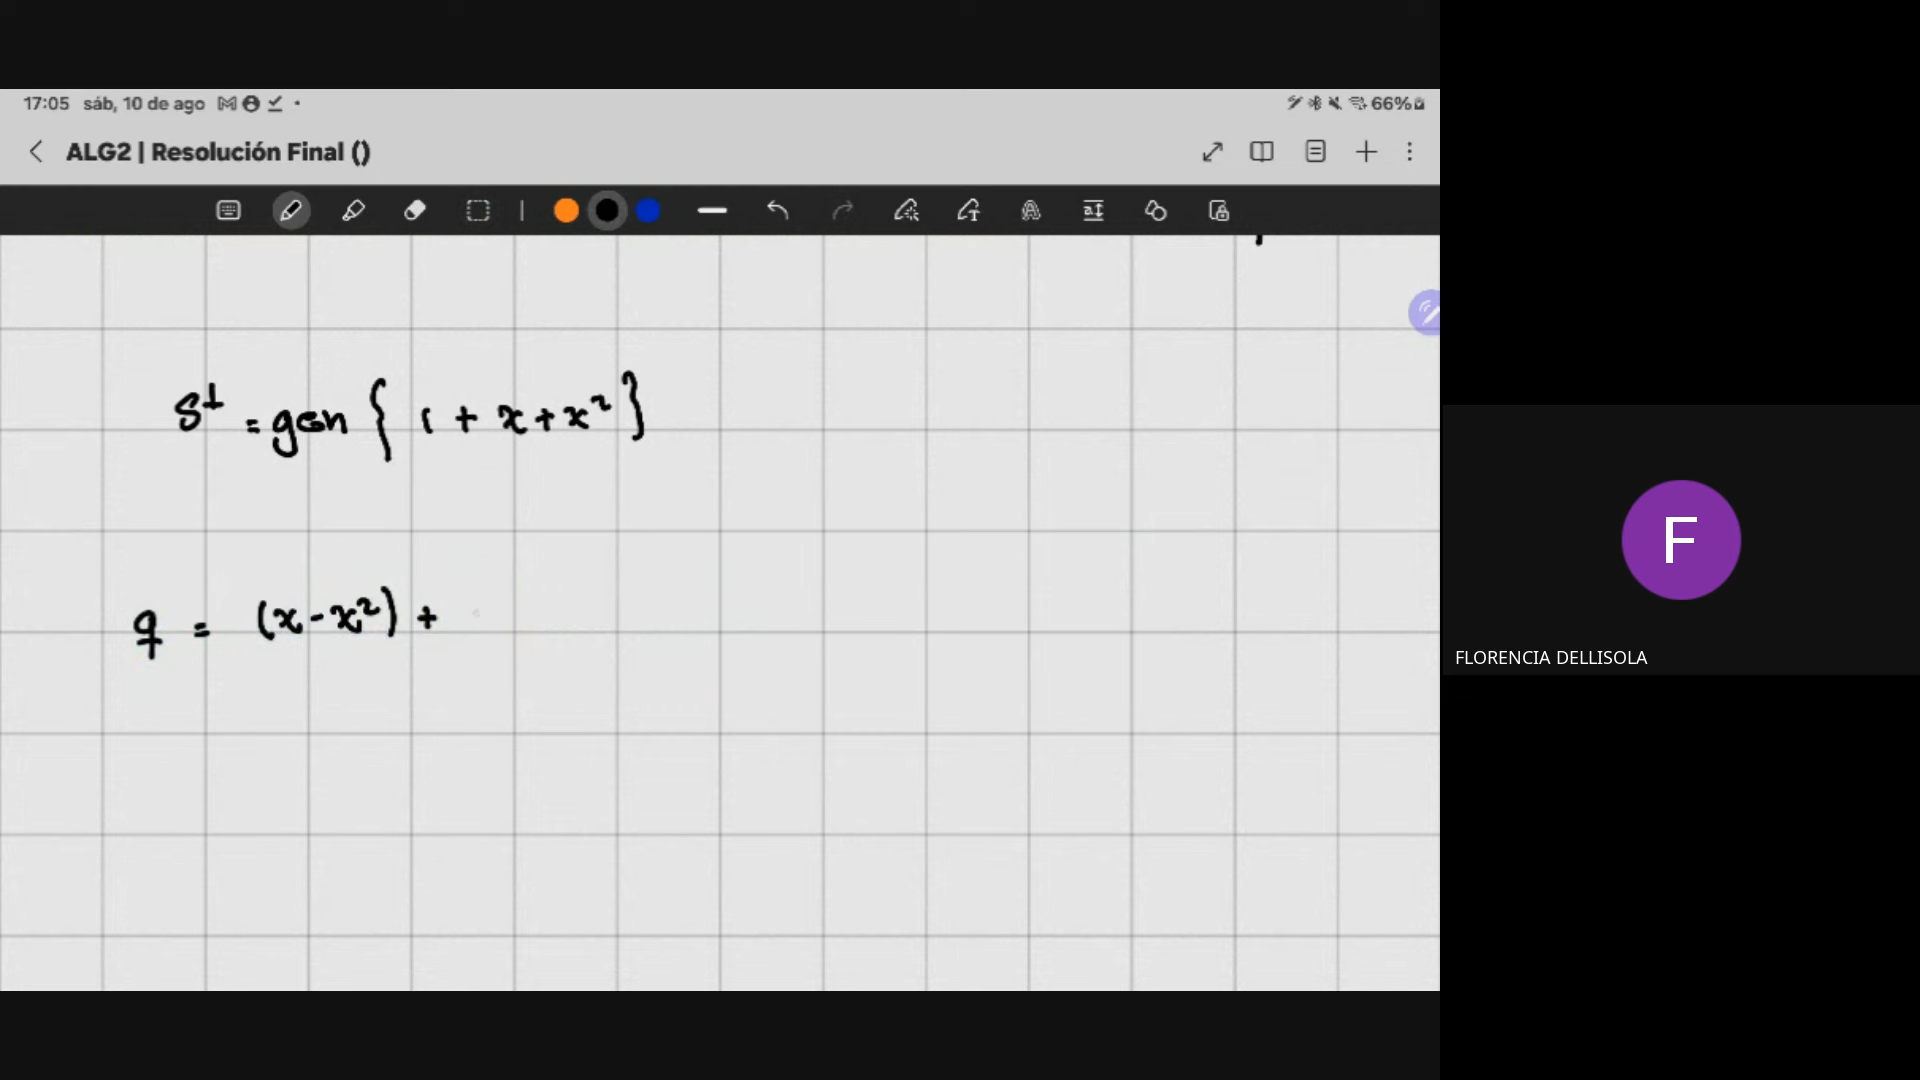 17:05 sáb, 10 de ago
66%
ALG2 | Resolución Final ()
S⊥ = gen { 1 + x + x² }
q = (x - x²) +
F
FLORENCIA DELLISOLA